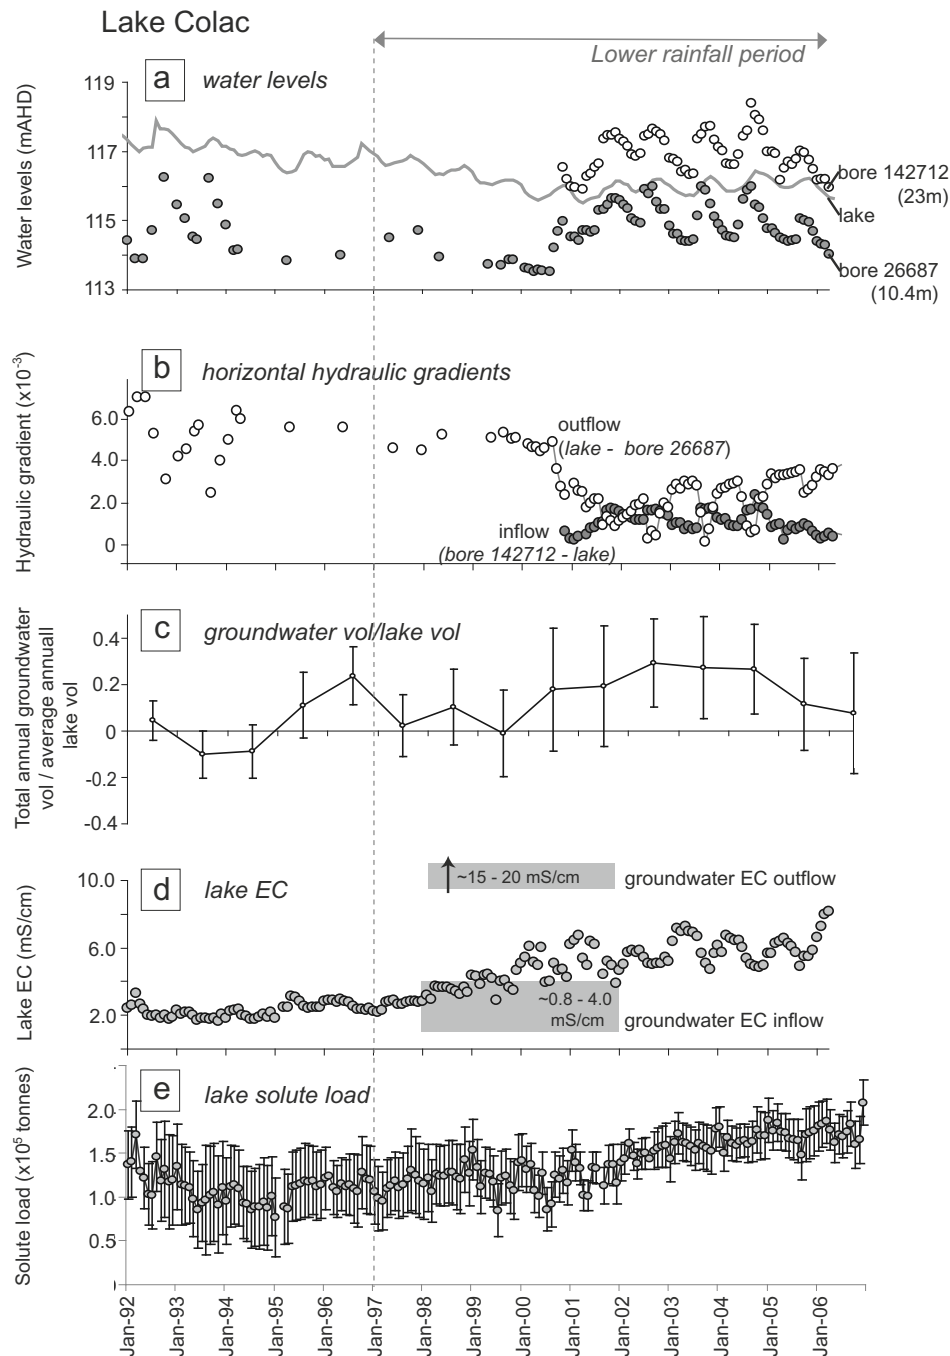 Lake Colac
Lower rainfall period
a
water levels
Water levels (mAHD)
119
117
115
113
bore 142712
(23m)
lake
bore 26687
(10.4m)
b
horizontal hydraulic gradients
Hydraulic gradient (x10⁻³)
6.0
4.0
2.0
0
outflow
(lake - bore 26687)
inflow
(bore 142712 - lake)
c
groundwater vol/lake vol
Total annual groundwater
vol / average annuall
lake vol
0.4
0.2
0
-0.2
-0.4
d
lake EC
Lake EC (mS/cm)
10.0
6.0
2.0
~15 - 20 mS/cm
groundwater EC outflow
~0.8 - 4.0
mS/cm
groundwater EC inflow
e
lake solute load
Solute load (x10⁵ tonnes)
2.0
1.5
1.0
0.5
Jan-92
Jan-93
Jan-94
Jan-95
Jan-96
Jan-97
Jan-98
Jan-99
Jan-00
Jan-01
Jan-02
Jan-03
Jan-04
Jan-05
Jan-06